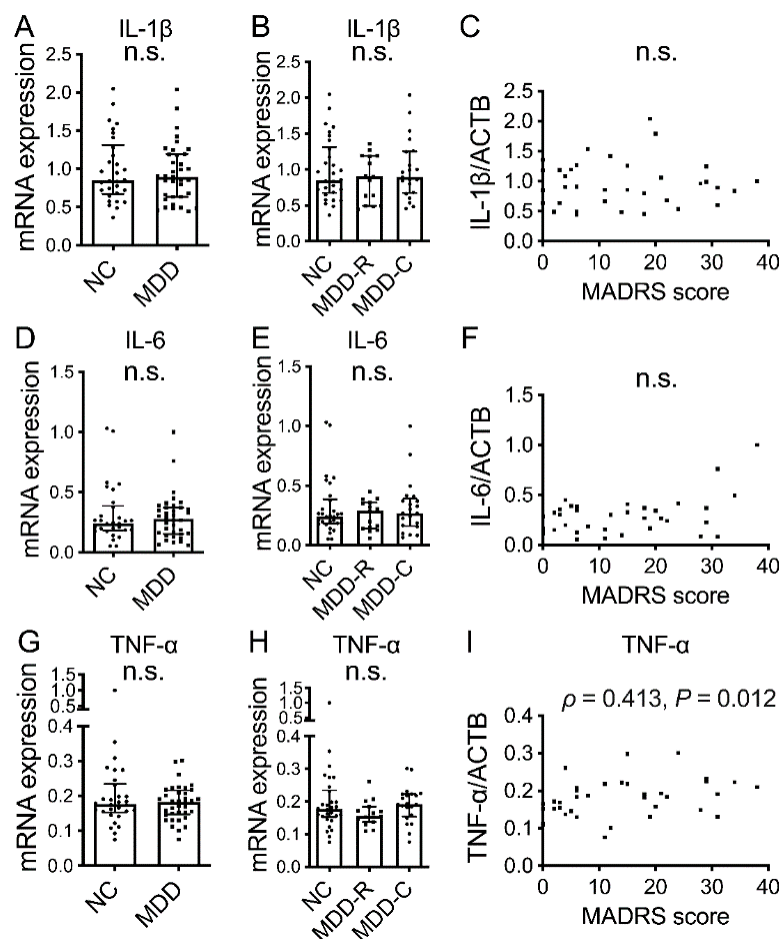 A
IL-1β
n.s.
mRNA expression
2.5
2.0
1.5
1.0
0.5
0.0
NC
MDD
B
IL-1β
n.s.
mRNA expression
2.5
2.0
1.5
1.0
0.5
0.0
NC
MDD-R
MDD-C
C
n.s.
IL-1β/ACTB
2.5
2.0
1.5
1.0
0.5
0.0
0 10 20 30 40
MADRS score
D
IL-6
n.s.
mRNA expression
1.5
1.0
0.5
0.0
NC
MDD
E
IL-6
n.s.
mRNA expression
1.5
1.0
0.5
0.0
NC
MDD-R
MDD-C
F
n.s.
IL-6/ACTB
1.5
1.0
0.5
0.0
0 10 20 30 40
MADRS score
G
TNF-α
n.s.
mRNA expression
1.5
1.0
0.5
0.4
0.3
0.2
0.1
0.0
NC
MDD
H
TNF-α
n.s.
mRNA expression
1.5
1.0
0.5
0.4
0.3
0.2
0.1
0.0
NC
MDD-R
MDD-C
I
TNF-α
ρ = 0.413, P = 0.012
TNF-α/ACTB
0.4
0.3
0.2
0.1
0.0
0 10 20 30 40
MADRS score